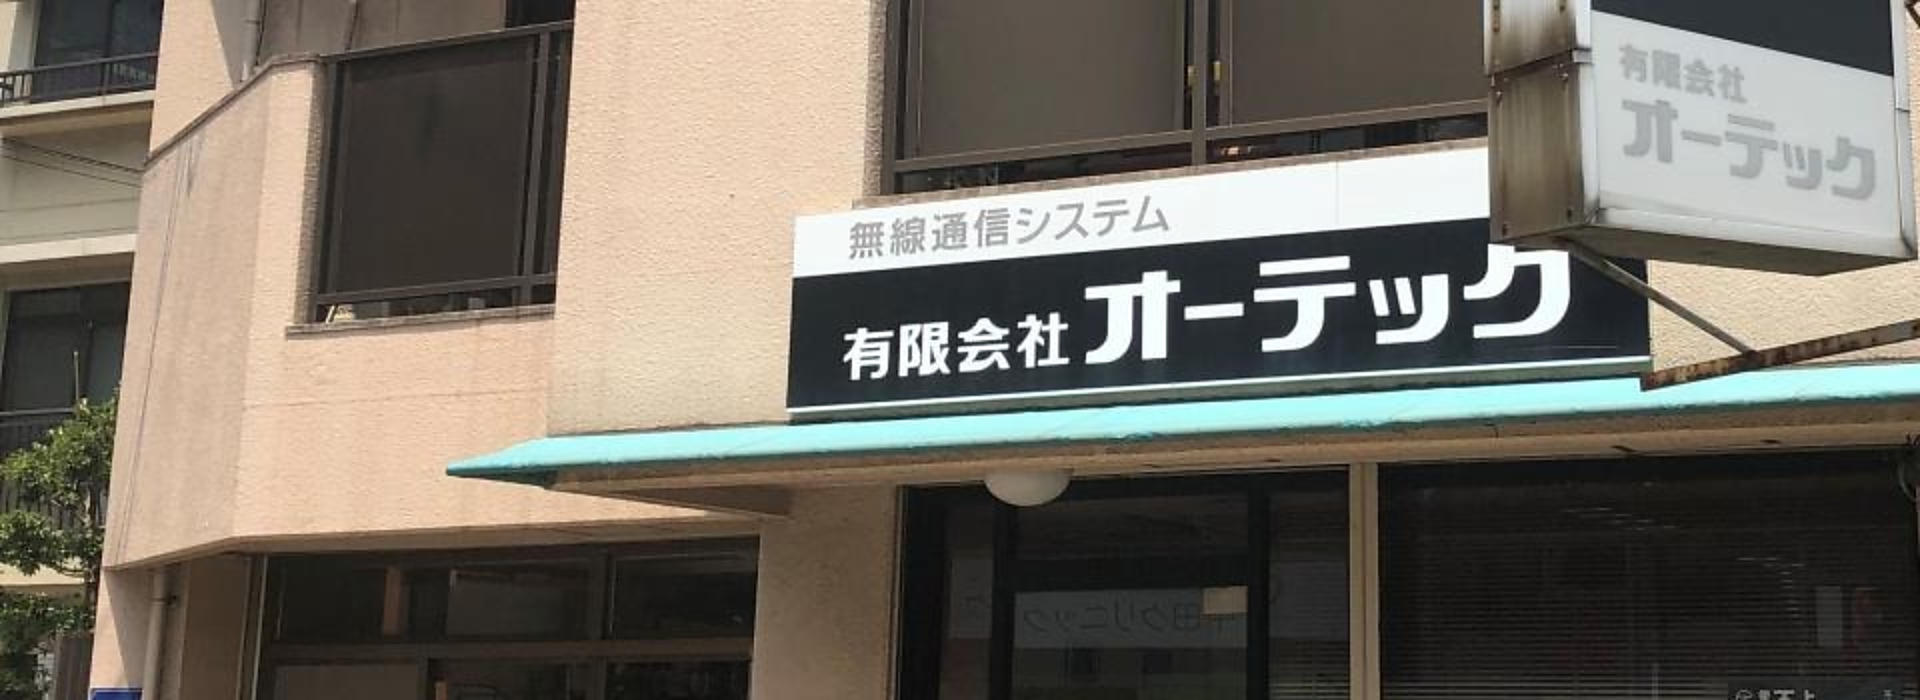 無線通信システム
有限会社オーテック
有限会社
オーテック